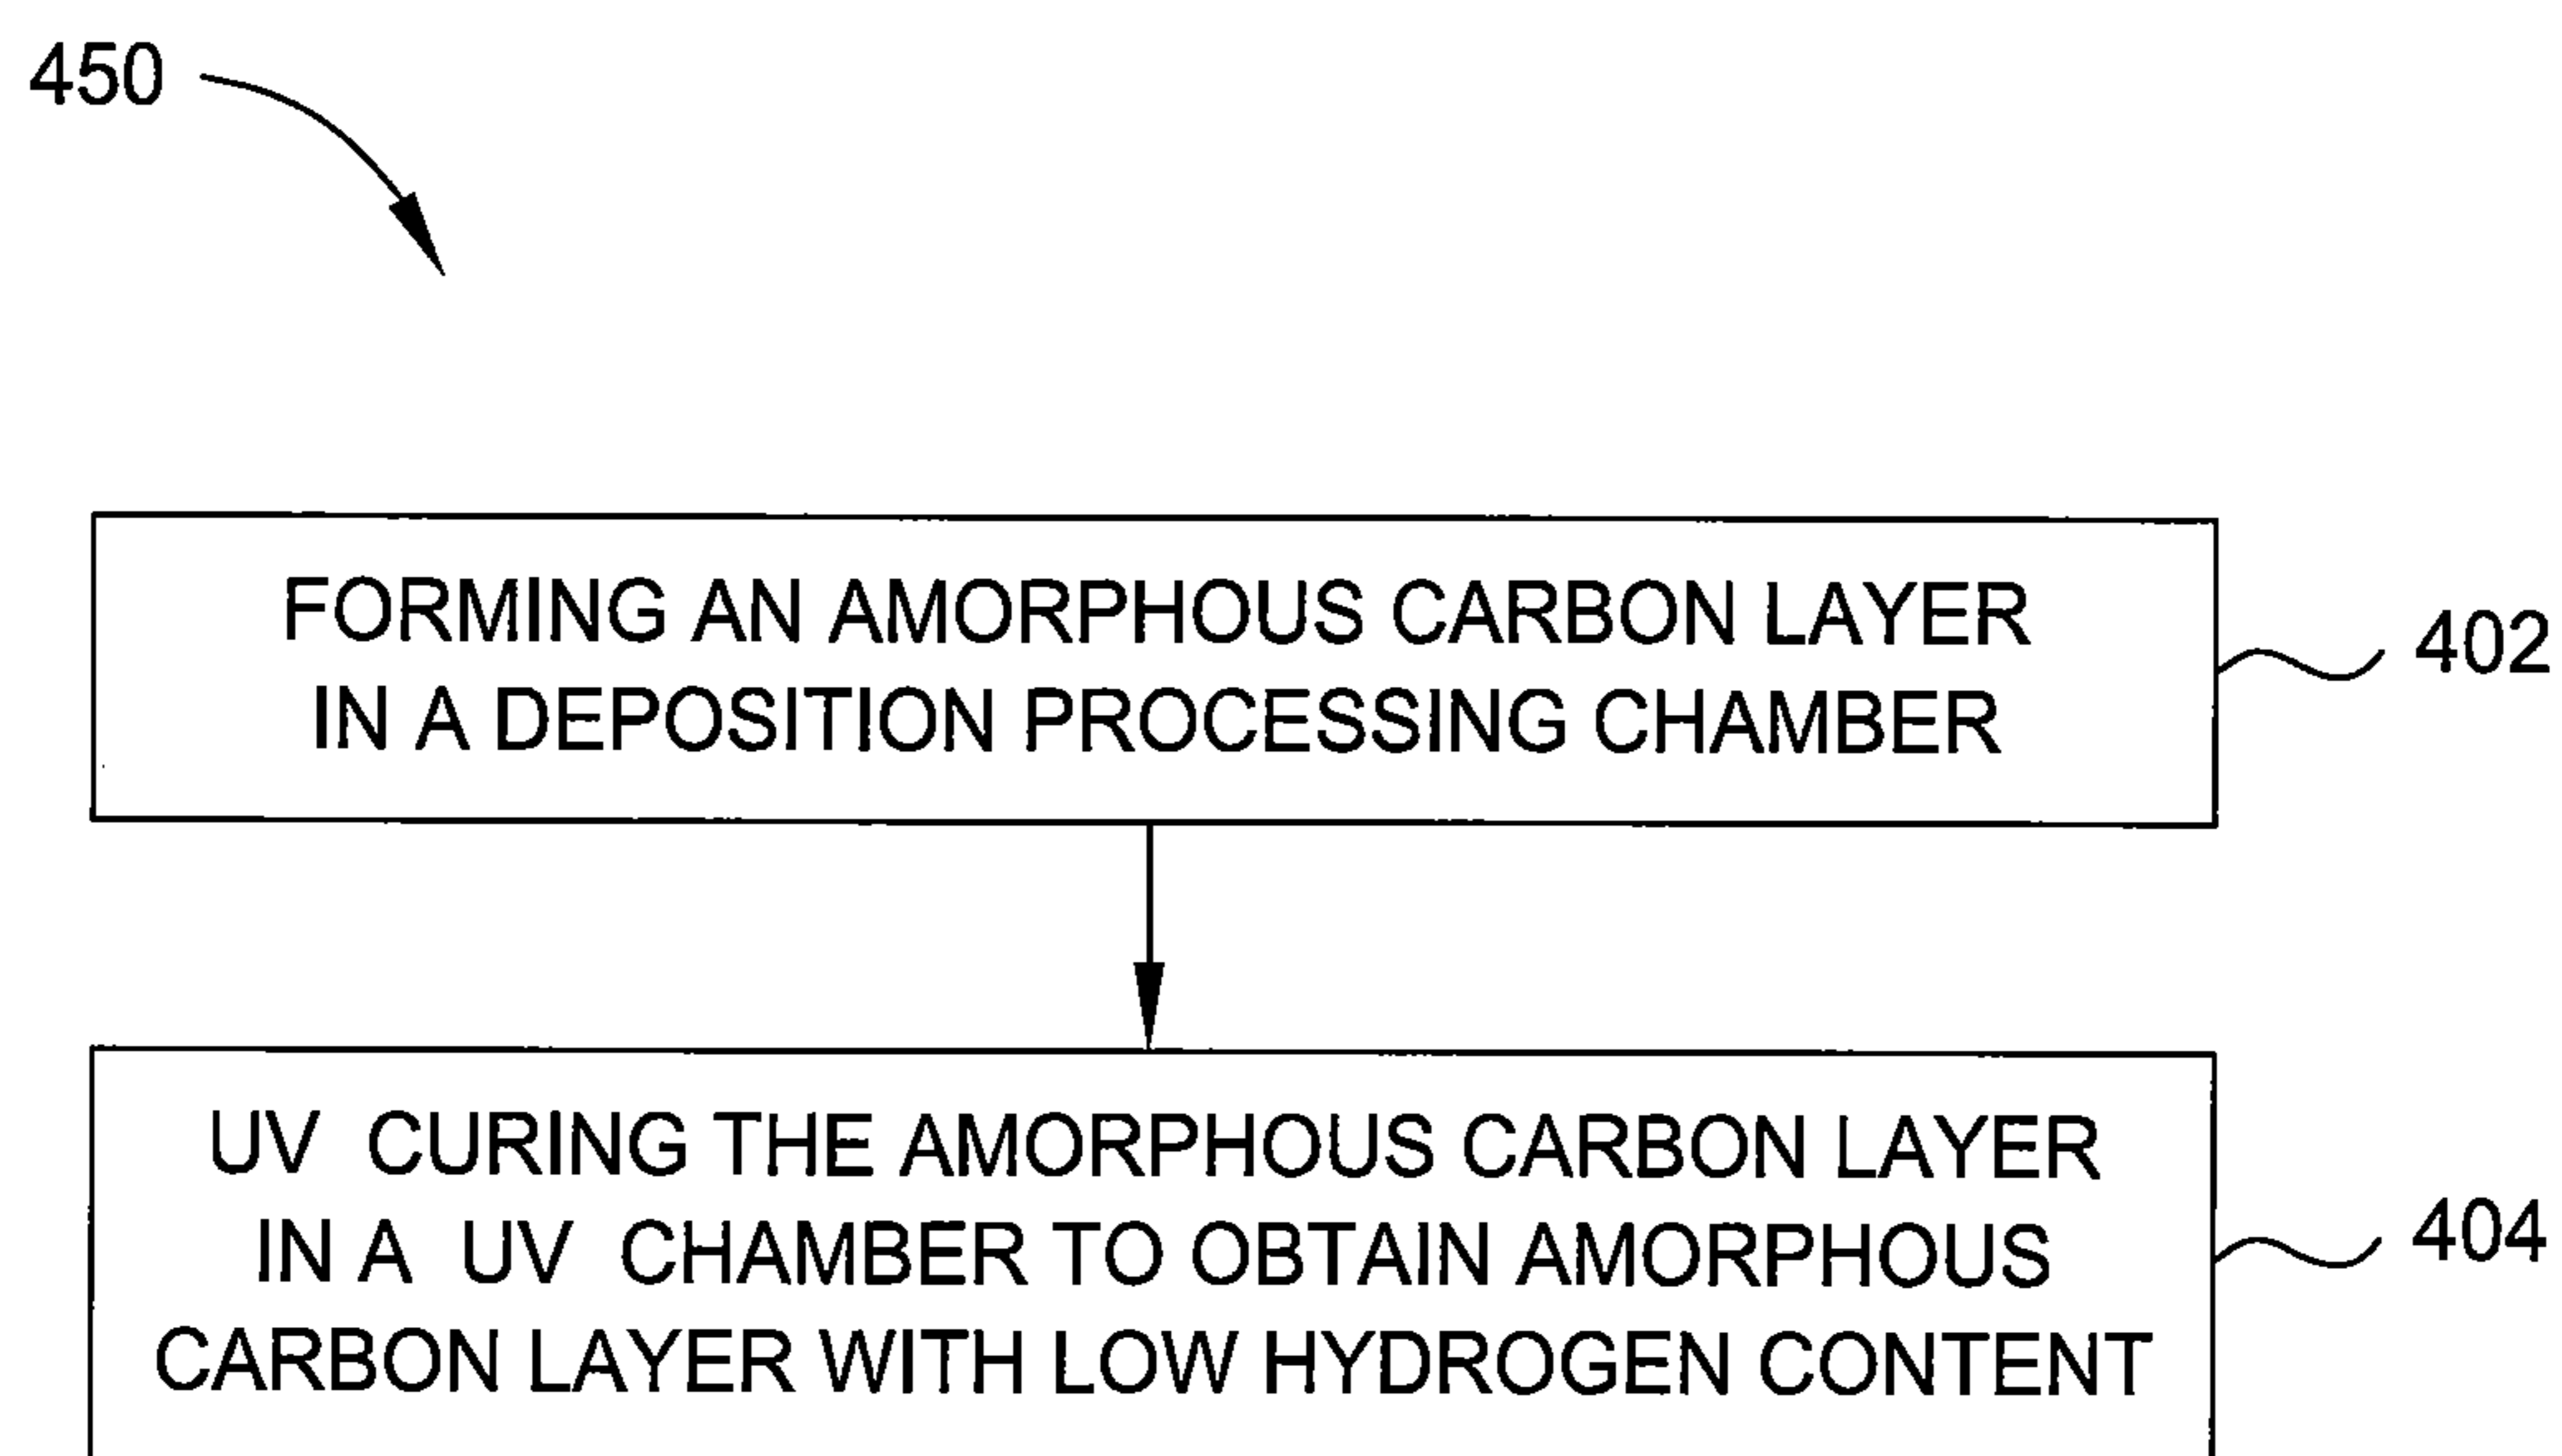 450
FORMING AN AMORPHOUS CARBON LAYER
IN A DEPOSITION PROCESSING CHAMBER
402
UV CURING THE AMORPHOUS CARBON LAYER
IN A UV CHAMBER TO OBTAIN AMORPHOUS
CARBON LAYER WITH LOW HYDROGEN CONTENT
404